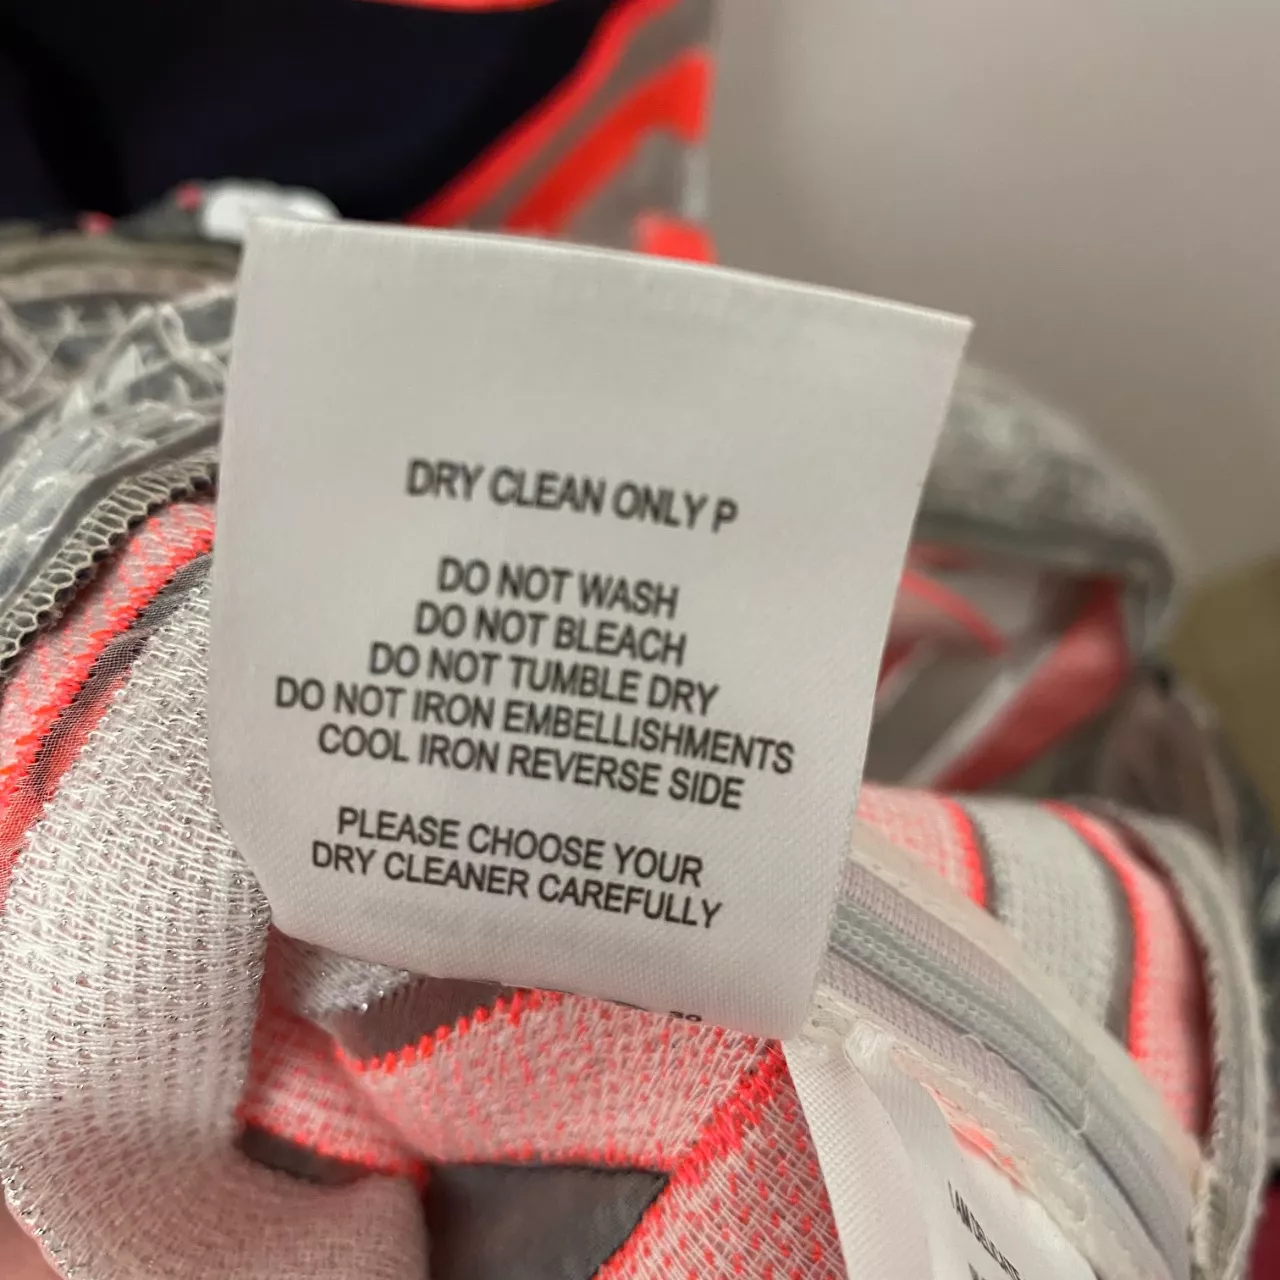 DRY CLEAN ONLY P
DO NOT WASH
DO NOT BLEACH
DO NOT TUMBLE DRY
DO NOT IRON EMBELLISHMENTS
COOL IRON REVERSE SIDE
PLEASE CHOOSE YOUR
DRY CLEANER CAREFULLY
I AM